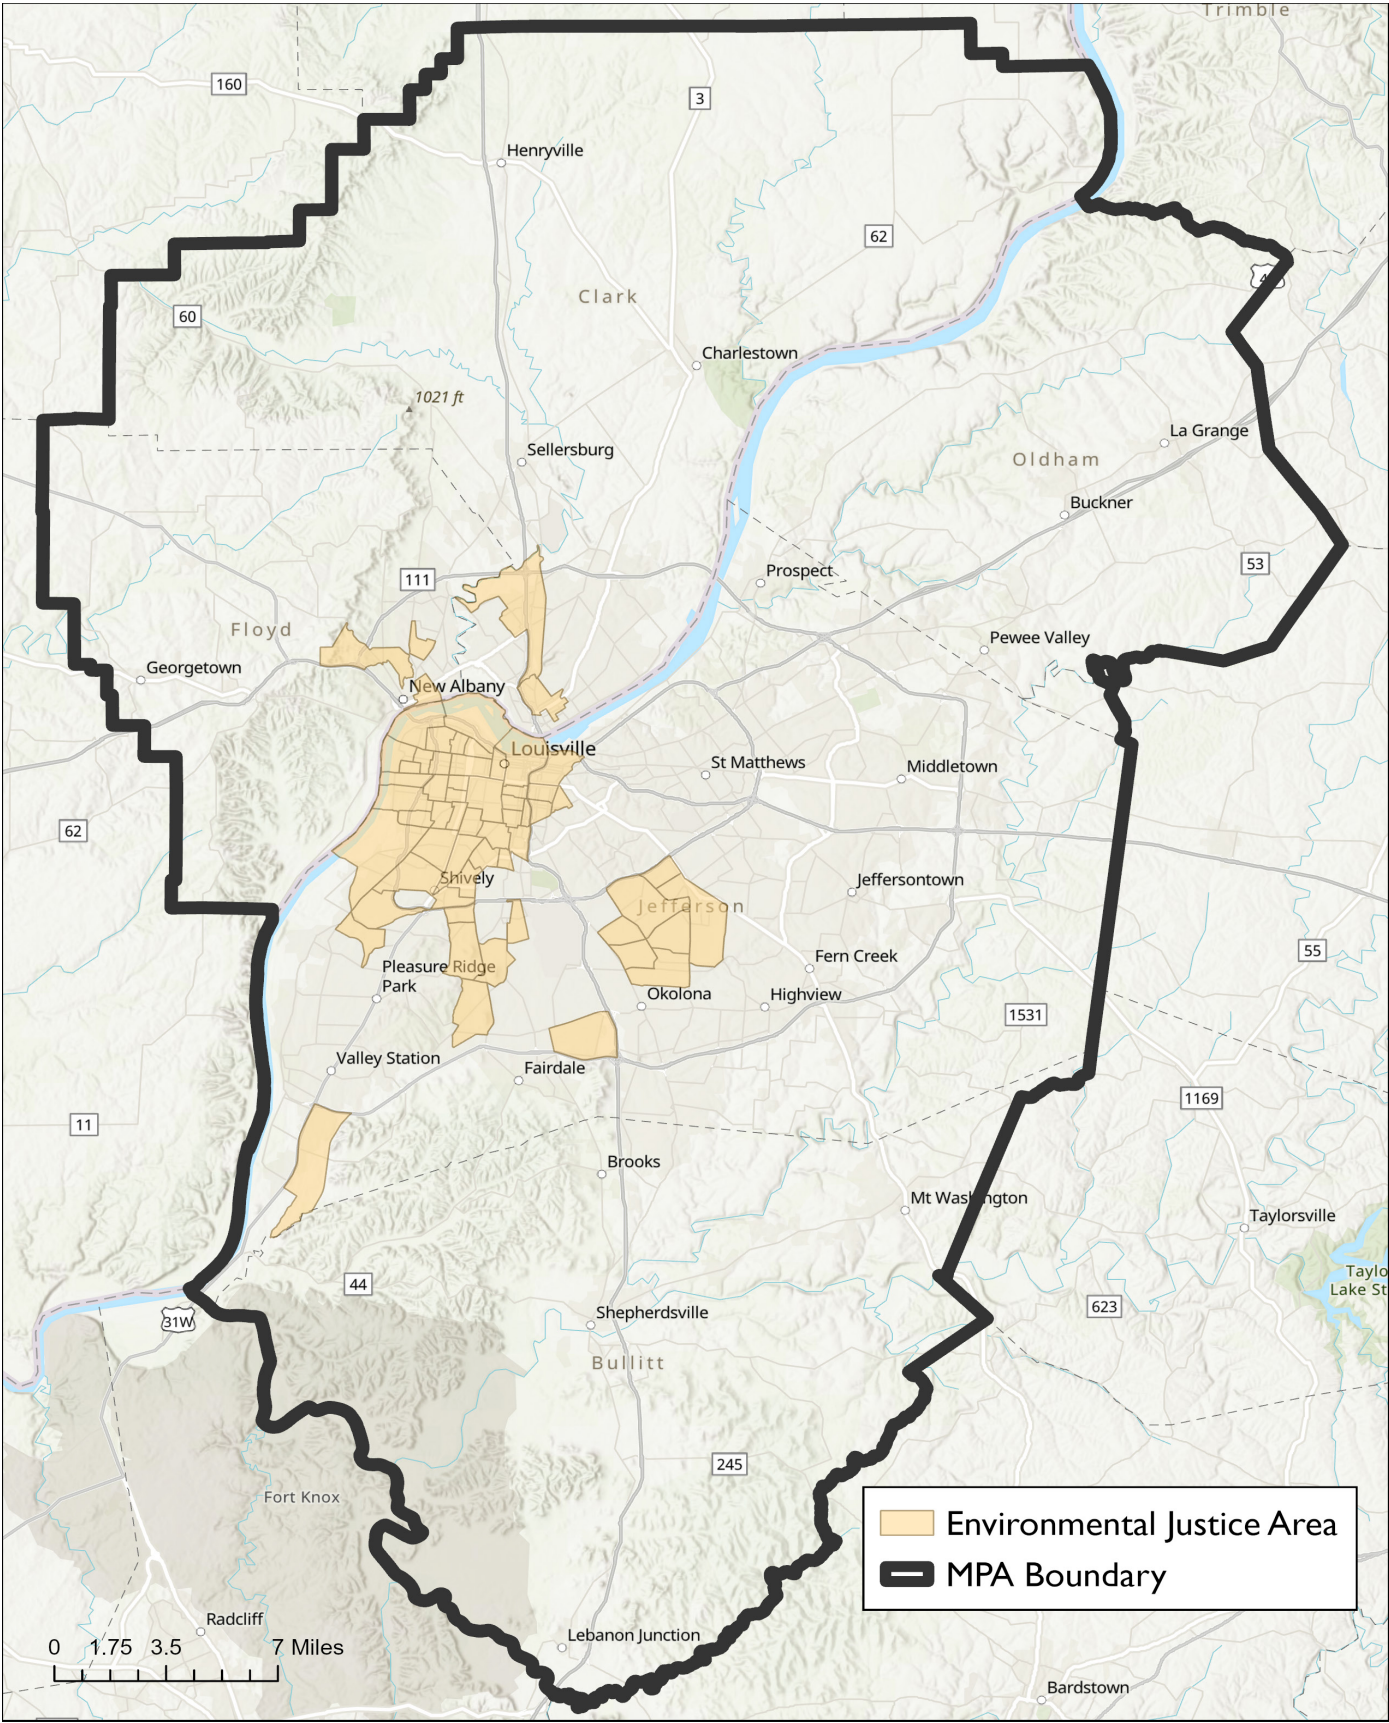 Trimble
160
3
Henryville
62
Clark
60
Charlestown
1021 ft
La Grange
Sellersburg
Oldham
Buckner
53
Prospect
111
Floyd
Pewee Valley
Georgetown
New Albany
Louisville
St Matthews
Middletown
62
Shively
Jeffersontown
Jefferson
55
Fern Creek
Pleasure Ridge
Park
Okolona
Highview
1531
Valley Station
Fairdale
1169
11
Brooks
Mt Washington
Taylorsville
Taylo
Lake St
44
623
31W
Shepherdsville
Bullitt
245
Fort Knox
Environmental Justice Area
MPA Boundary
Radcliff
Lebanon Junction
0 1.75 3.5 7 Miles
Bardstown